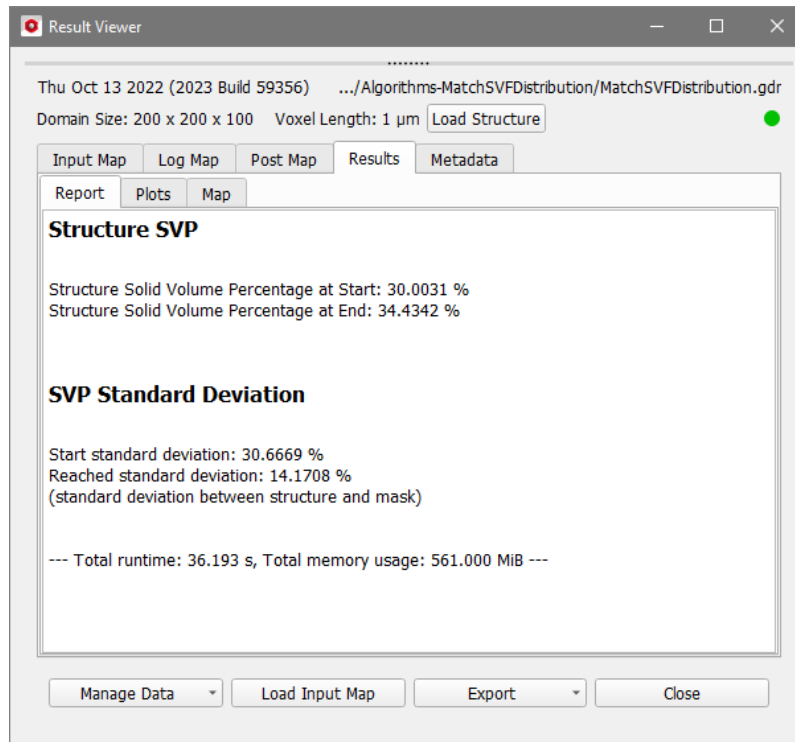 Result Viewer
Thu Oct 13 2022 (2023 Build 59356) .../Algorithms-MatchSVFDistribution/MatchSVFDistribution.gdr
Domain Size: 200 x 200 x 100 Voxel Length: 1 µm Load Structure
Input Map Log Map Post Map Results Metadata
Report Plots Map
Structure SVP
Structure Solid Volume Percentage at Start: 30.0031 %
Structure Solid Volume Percentage at End: 34.4342 %
SVP Standard Deviation
Start standard deviation: 30.6669 %
Reached standard deviation: 14.1708 %
(standard deviation between structure and mask)
--- Total runtime: 36.193 s, Total memory usage: 561.000 MiB ---
Manage Data Load Input Map Export Close